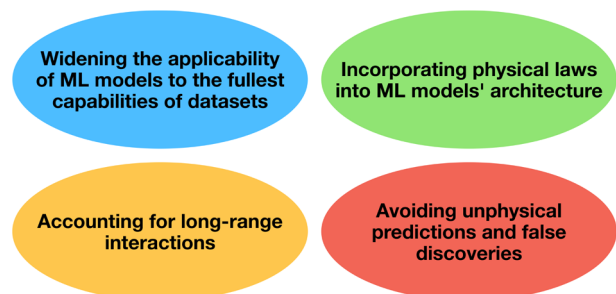 Widening the applicability
of ML models to the fullest
capabilities of datasets
Incorporating physical laws
into ML models' architecture
Accounting for long-range
interactions
Avoiding unphysical
predictions and false
discoveries